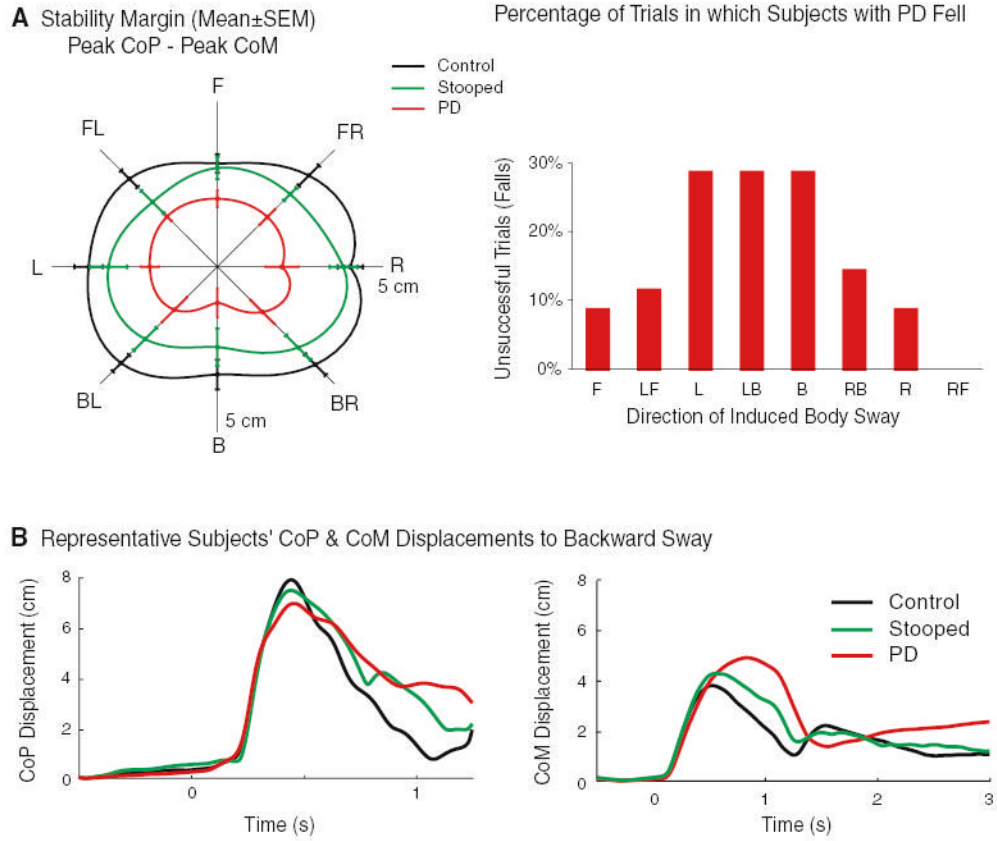 A Stability Margin (Mean±SEM)
Peak CoP - Peak CoM
Control
Stooped
PD
F
FL
FR
L
R
5 cm
BL
BR
5 cm
B
Percentage of Trials in which Subjects with PD Fell
Unsuccessful Trials (Falls)
30%
20%
10%
0%
F LF L LB B RB R RF
Direction of Induced Body Sway
B Representative Subjects' CoP & CoM Displacements to Backward Sway
CoP Displacement (cm)
8
6
4
2
0
0 1
Time (s)
CoM Displacement (cm)
8
6
4
2
0
0 1 2 3
Time (s)
Control
Stooped
PD